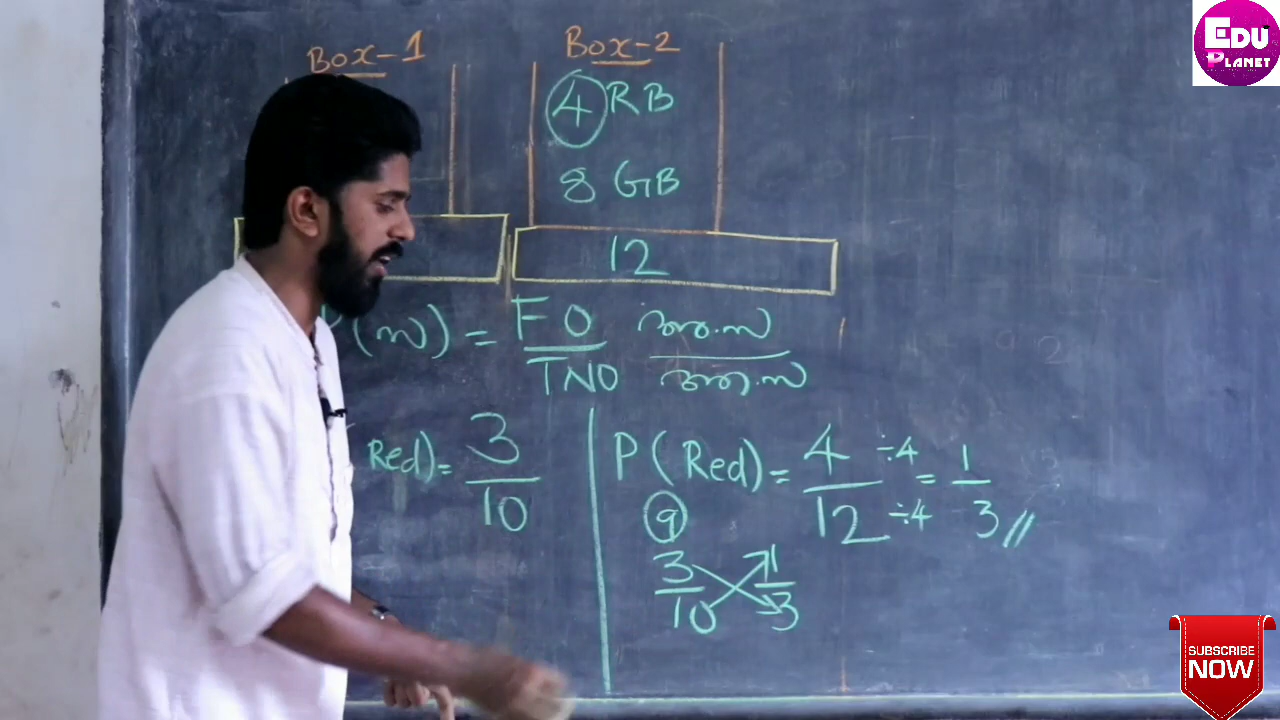 Box-1
Box-2
4 RB
8 GB
12
(സ) = FO/TNO അ.സ/ആ.സ
Red) = 3/10
P(Red) = 4/12 ÷4/÷4 = 1/3 //
9
3/10 1/3
EDU
PLANET
SUBSCRIBE
NOW